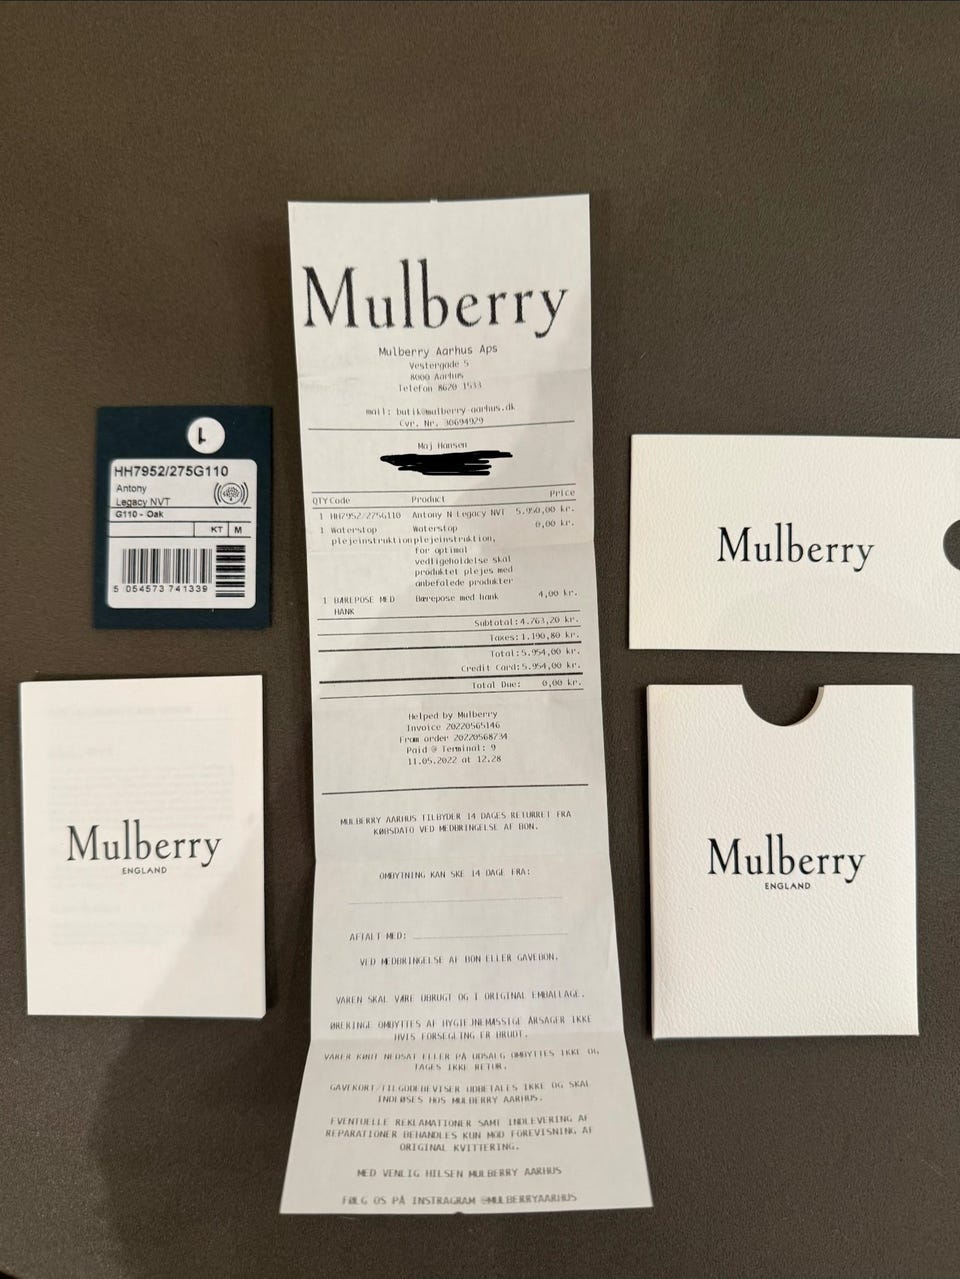 Mulberry
Mulberry Aarhus Aps
Vestergade 5
8000 Aarhus
Telefon 8620 1533
mail: butik@mulberry-aarhus.dk
Cvr. Nr. 30694929
Maj Hansen
QTY Code Product Price
1 HH7952/275G110 Antony N Legacy NVT 5.950,00 kr.
1 Waterstop Waterstop 0,00 kr.
plejeinstruktion plejeinstruktion,
for optimal
vedligeholdelse skal
produktet plejes med
anbefalede produkter
1 BÆREPOSE MED Bærepose med hank 4,00 kr.
HANK
Subtotal: 4.763,20 kr.
Taxes: 1.190,80 kr.
Total: 5.954,00 kr.
Credit Card: 5.954,00 kr.
Total Due: 0,00 kr.
Helped by Mulberry
Invoice 20220565146
From order 20220568734
Paid @ Terminal: 9
11.05.2022 at 12.28
MULBERRY AARHUS TILBYDER 14 DAGES RETURRET FRA
KØBSDATO VED MEDBRINGELSE AF BON.
OMBYTNING KAN SKE 14 DAGE FRA:
AFTALT MED:
VED MEDBRINGELSE AF BON ELLER GAVEBON.
VAREN SKAL VÆRE UBRUGT OG I ORIGINAL EMBALLAGE.
ØRERINGE OMBYTTES AF HYGIEJNEMÆSSIGE ÅRSAGER IKKE
HVIS FORSEGLING ER BRUDT.
VARER KØBT NEDSAT ELLER PÅ UDSALG OMBYTTES IKKE OG
TAGES IKKE RETUR.
GAVEKORT/TILGODEBEVISER UDBETALES IKKE OG SKAL
INDLØSES HOS MULBERRY AARHUS.
EVENTUELLE REKLAMATIONER SAMT INDLEVERING AF
REPARATIONER BEHANDLES KUN MOD FOREVISNING AF
ORIGINAL KVITTERING.
MED VENLIG HILSEN MULBERRY AARHUS
FØLG OS PÅ INSTRAGRAM @MULBERRYAARHUS
HH7952/275G110
Antony
Legacy NVT
G110 - Oak
KT M
5 054573 741339
Mulberry
ENGLAND
Mulberry
Mulberry
ENGLAND